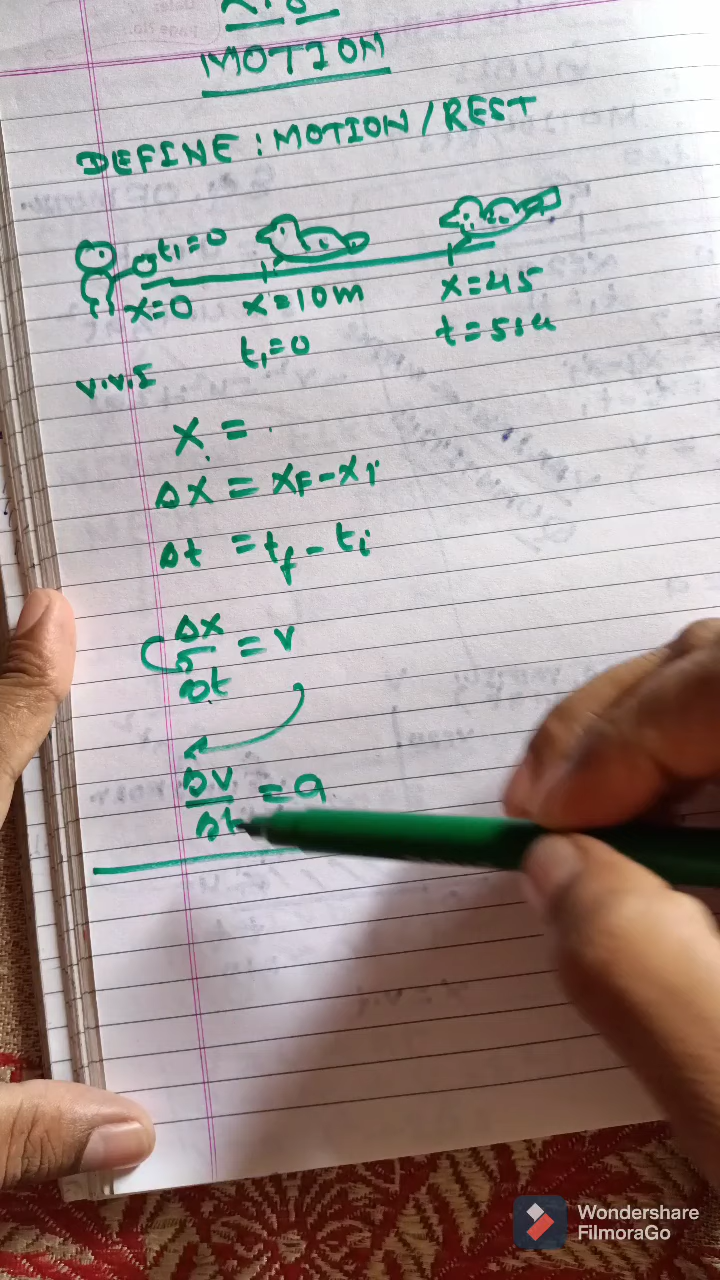 MOTION
DEFINE : MOTION / REST
t₁=0
x=0 x=10m x=45
t₁=0 t=5sec
V.V.I
x =
Δx = xF - xi
Δt = tf - ti
Δx/Δt = v
Δv/Δt = a
Wondershare
FilmoraGo